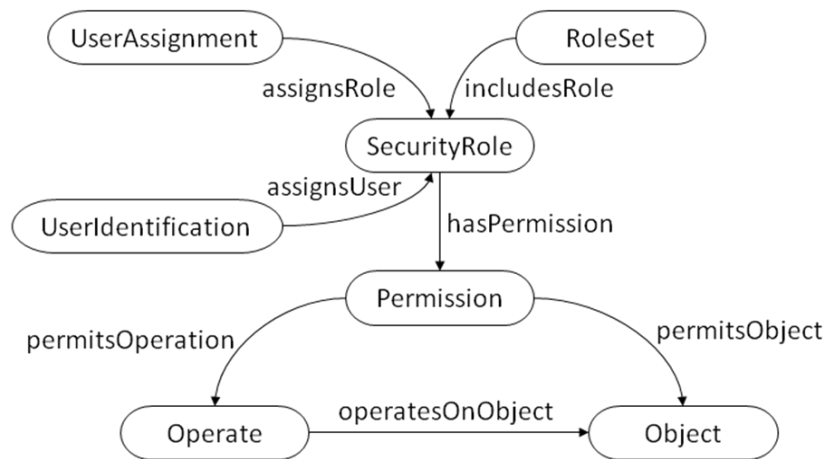 UserAssignment
RoleSet
assignsRole
includesRole
SecurityRole
assignsUser
UserIdentification
hasPermission
Permission
permitsOperation
permitsObject
operatesOnObject
Operate
Object